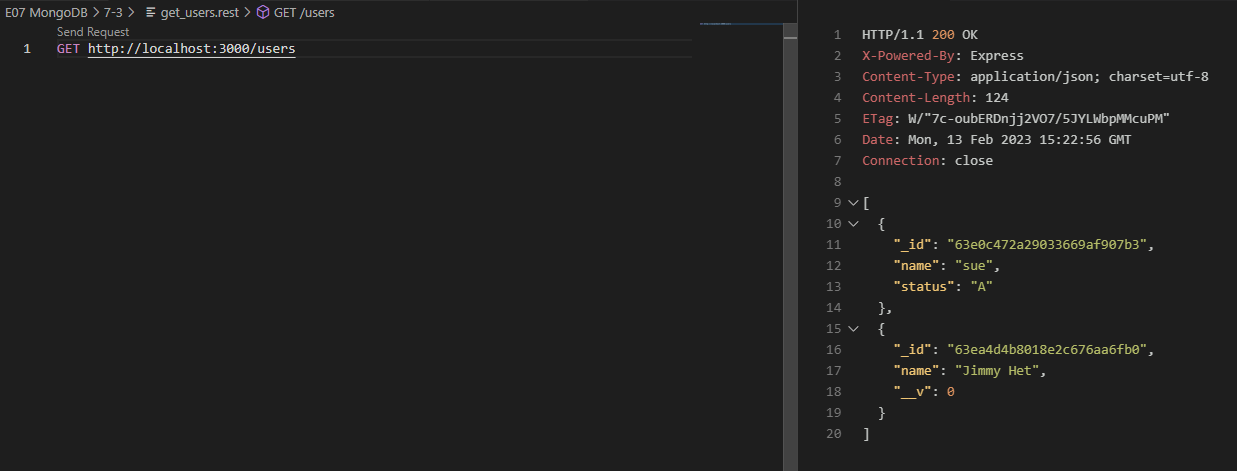 E07 MongoDB > 7-3 > get_users.rest > GET /users
Send Request
1 GET http://localhost:3000/users
1 HTTP/1.1 200 OK
2 X-Powered-By: Express
3 Content-Type: application/json; charset=utf-8
4 Content-Length: 124
5 ETag: W/"7c-oubERDnjj2VO7/5JYLWbpMMcuPM"
6 Date: Mon, 13 Feb 2023 15:22:56 GMT
7 Connection: close
8
9 [
10 {
11 "_id": "63e0c472a29033669af907b3",
12 "name": "sue",
13 "status": "A"
14 },
15 {
16 "_id": "63ea4d4b8018e2c676aa6fb0",
17 "name": "Jimmy Het",
18 "__v": 0
19 }
20 ]